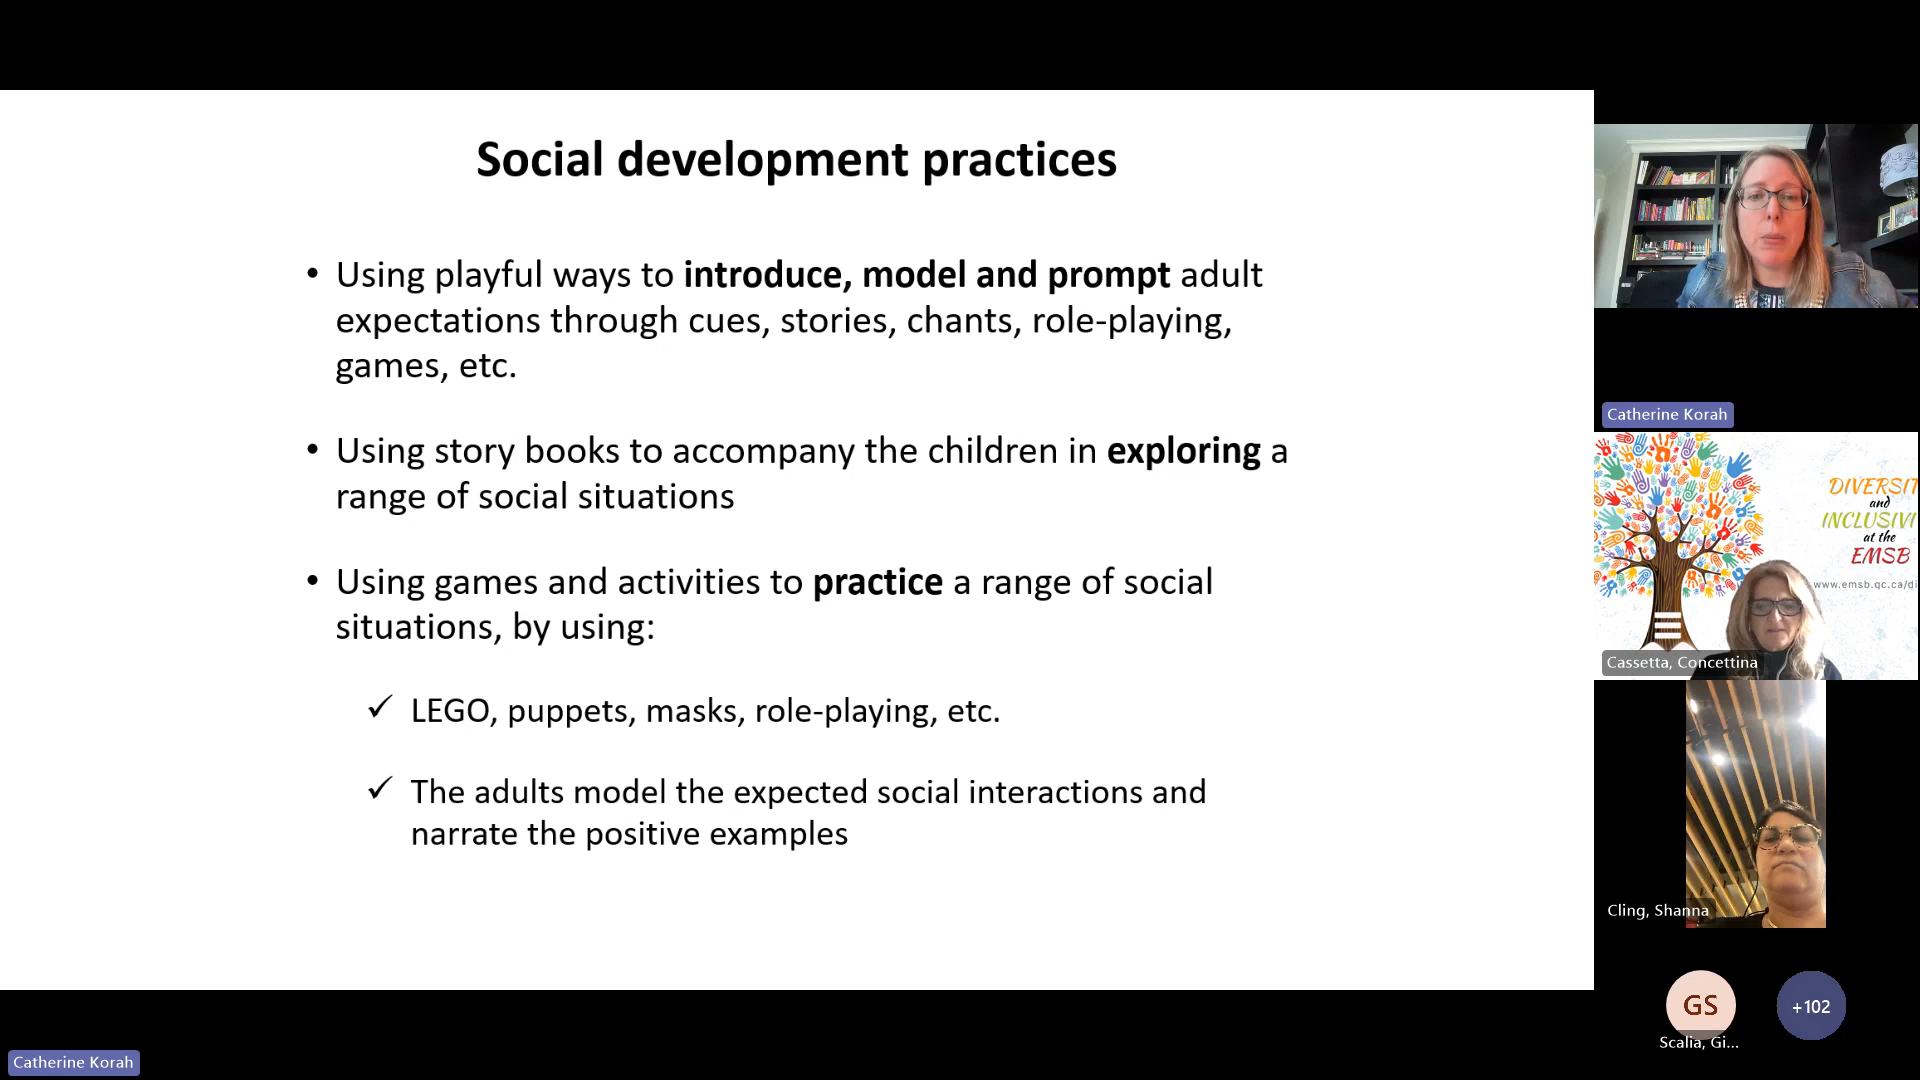 Social development practices
• Using playful ways to introduce, model and prompt adult
expectations through cues, stories, chants, role-playing,
games, etc.
• Using story books to accompany the children in exploring a
range of social situations
• Using games and activities to practice a range of social
situations, by using:
✓ LEGO, puppets, masks, role-playing, etc.
✓ The adults model the expected social interactions and
narrate the positive examples
Catherine Korah
DIVERSIT
and
INCLUSIVI
at the
EMSB
www.emsb.qc.ca/di
Cassetta, Concettina
Cling, Shanna
GS
+102
Scalia, Gi...
Catherine Korah